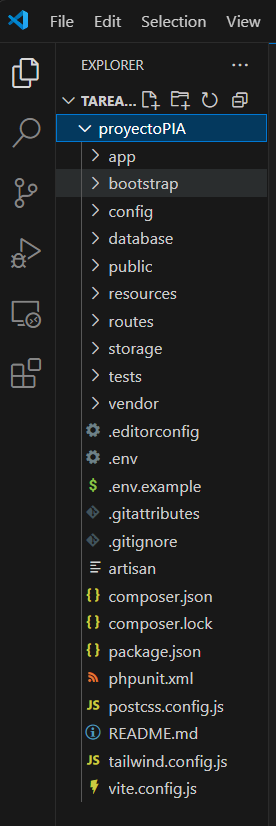 File Edit Selection View
EXPLORER
TAREA...
proyectoPIA
app
bootstrap
config
database
public
resources
routes
storage
tests
vendor
.editorconfig
.env
$ .env.example
.gitattributes
.gitignore
artisan
{} composer.json
{} composer.lock
{} package.json
phpunit.xml
JS postcss.config.js
README.md
JS tailwind.config.js
vite.config.js